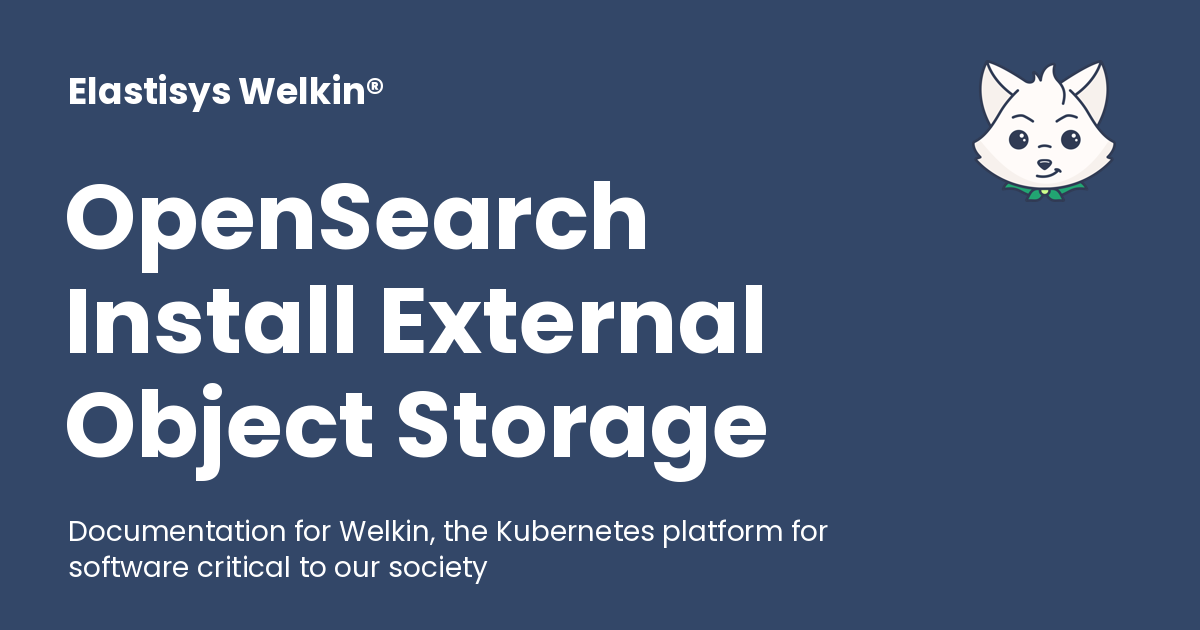 Elastisys Welkin®
OpenSearch
Install External
Object Storage
Documentation for Welkin, the Kubernetes platform for
software critical to our society